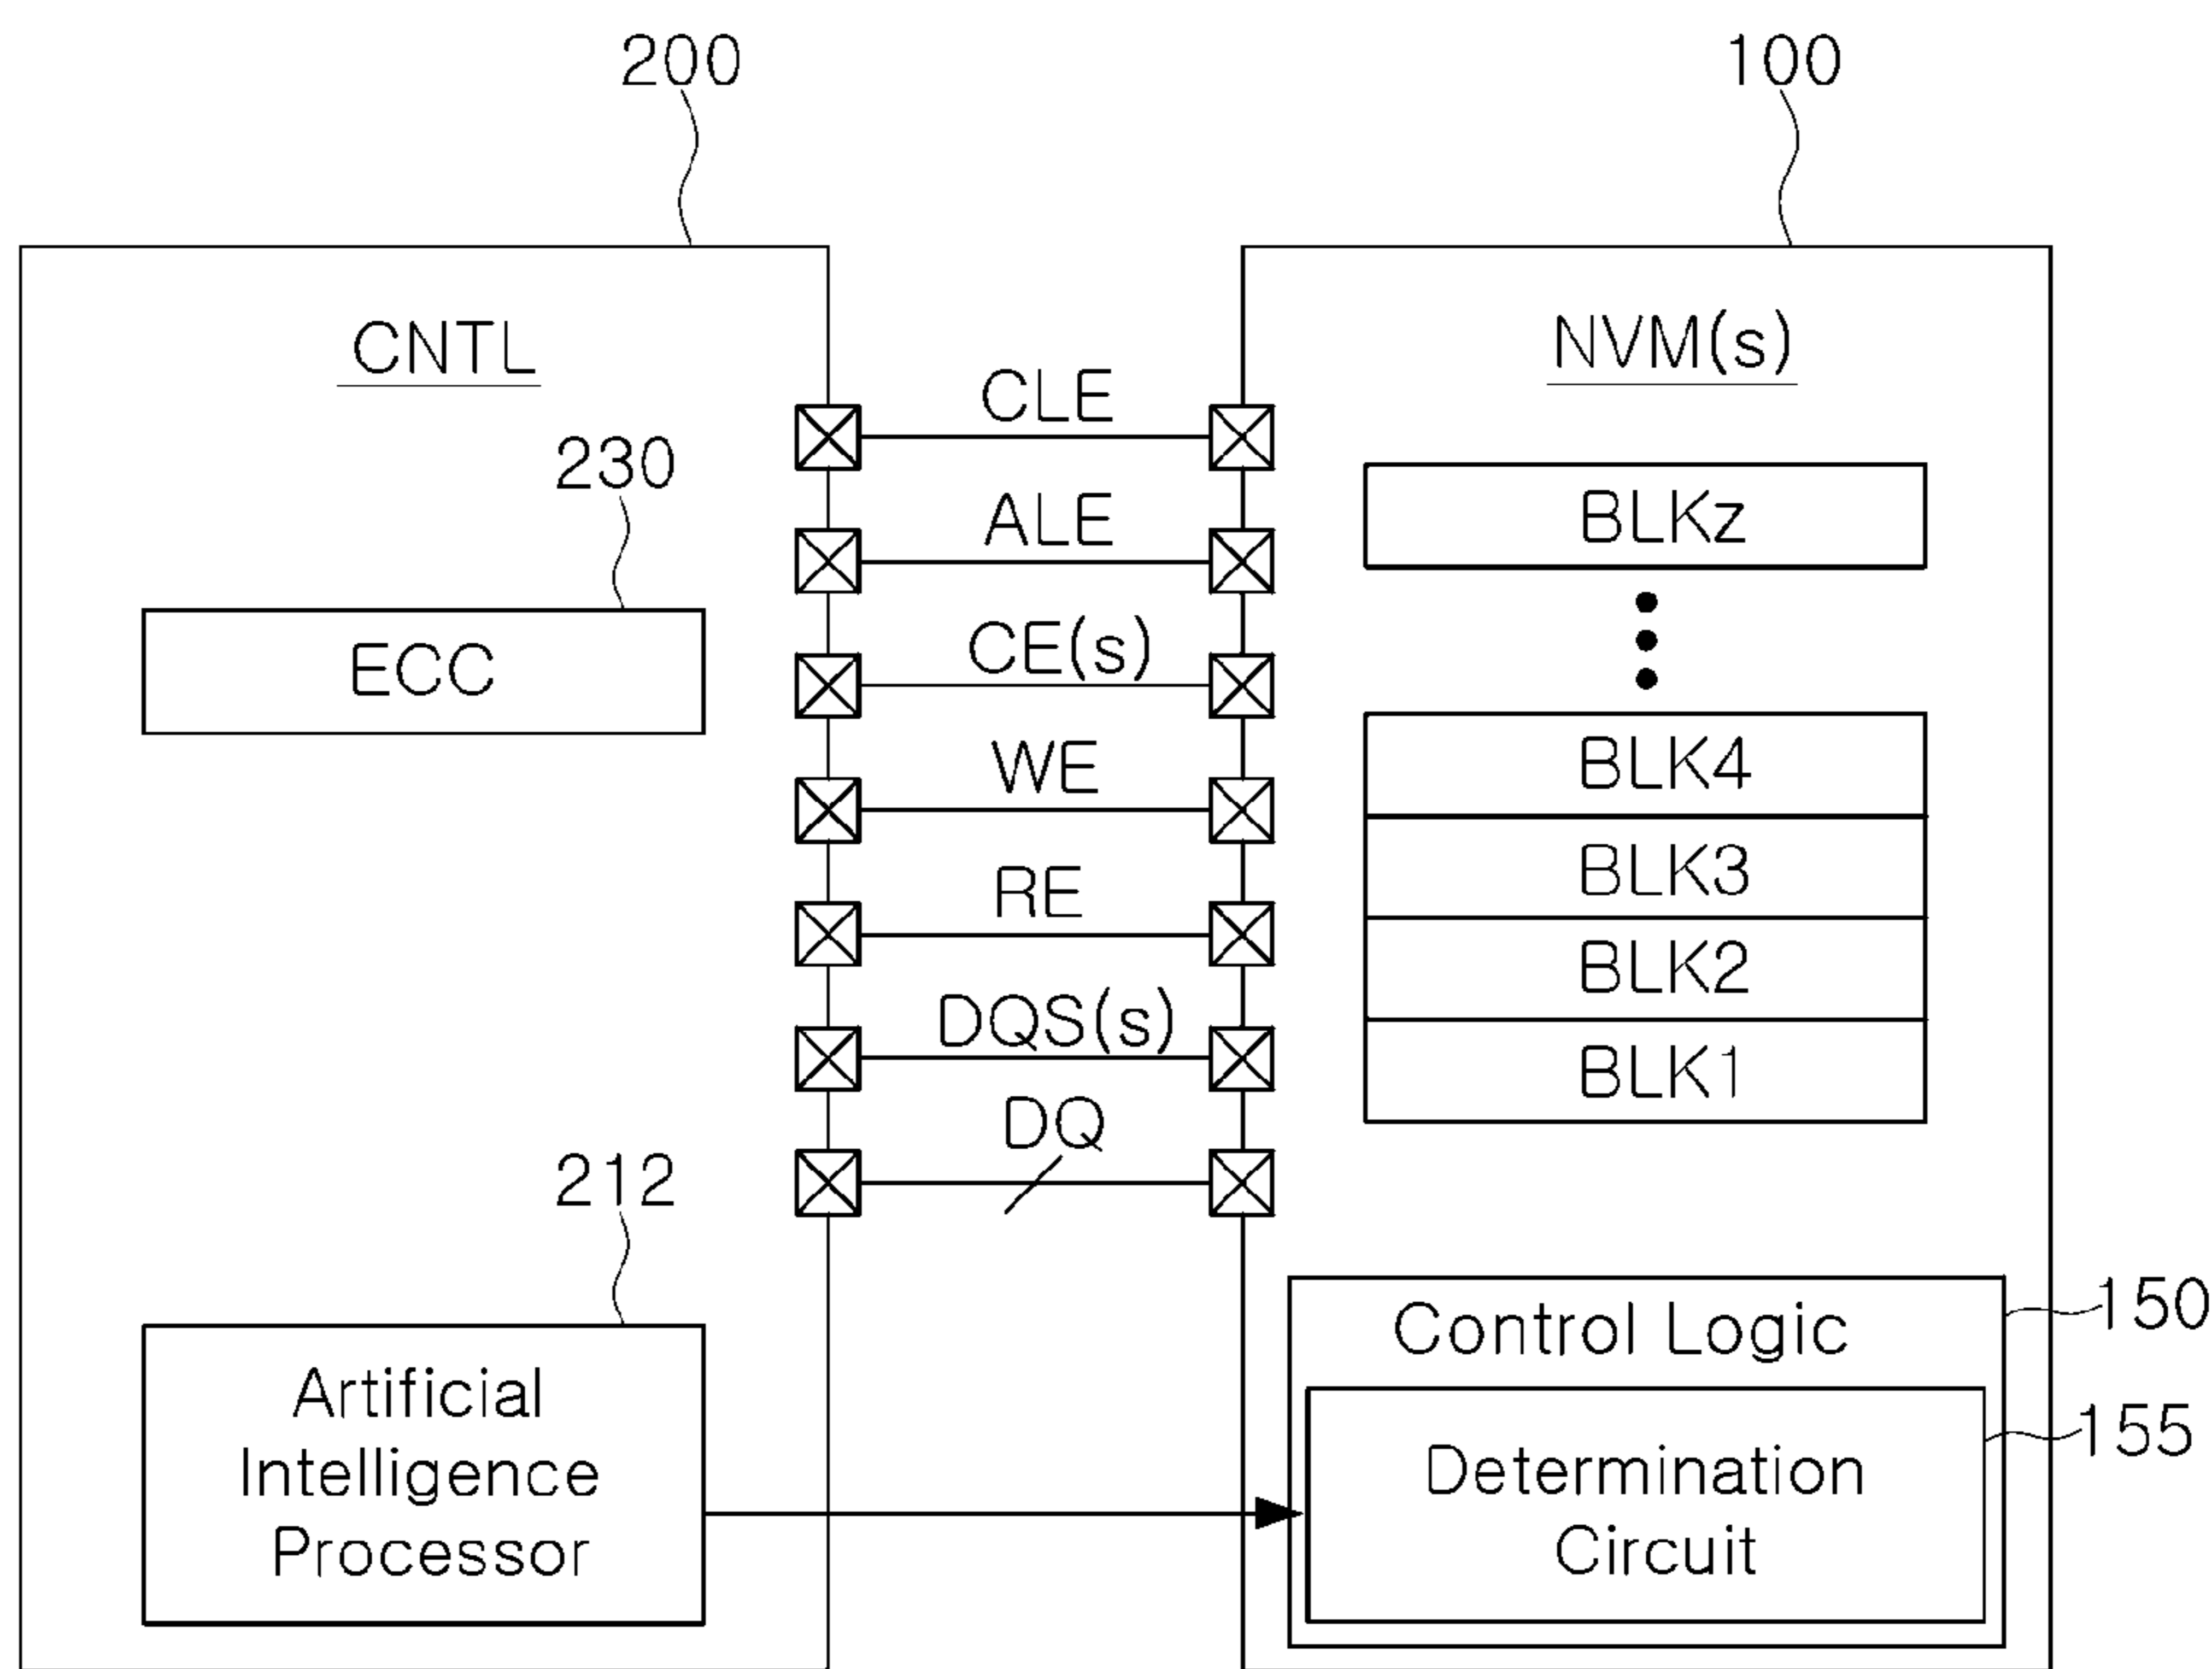 200
100
CNTL
NVM(s)
CLE
230
ALE
BLKz
CE(s)
ECC
WE
BLK4
RE
BLK3
BLK2
DQS(s)
BLK1
DQ
212
150
Control Logic
Artificial
Intelligence
Processor
155
Determination
Circuit